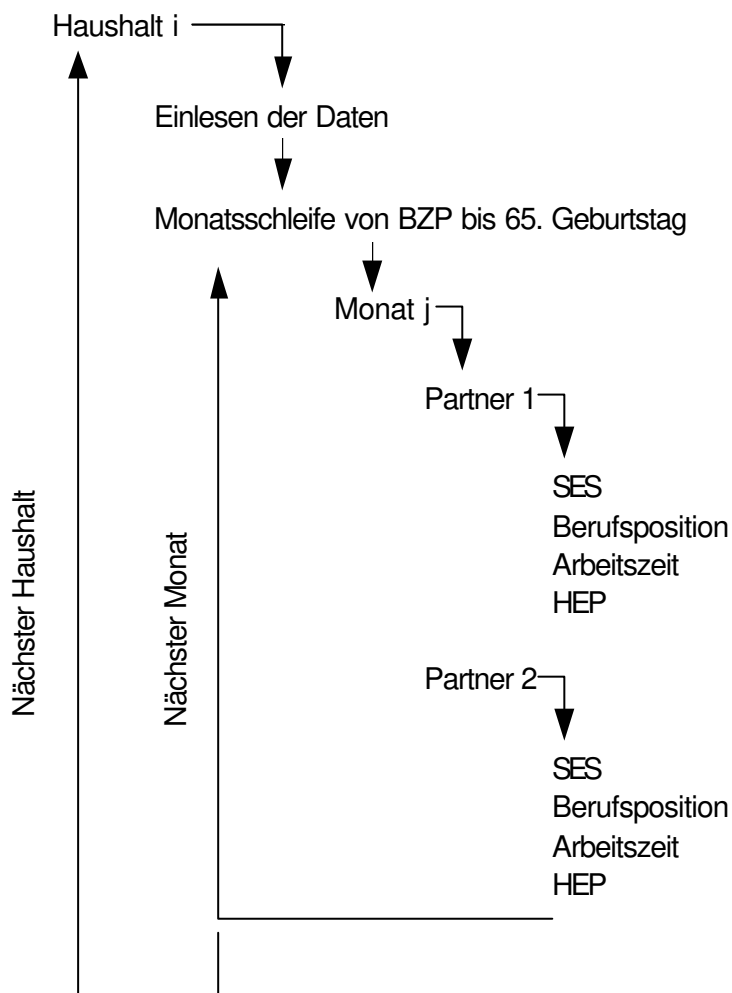 Haushalt i
Einlesen der Daten
Monatsschleife von BZP bis 65. Geburtstag
Monat j
Partner 1
SES
Berufsposition
Arbeitszeit
HEP
Partner 2
SES
Berufsposition
Arbeitszeit
HEP
Nächster Monat
Nächster Haushalt